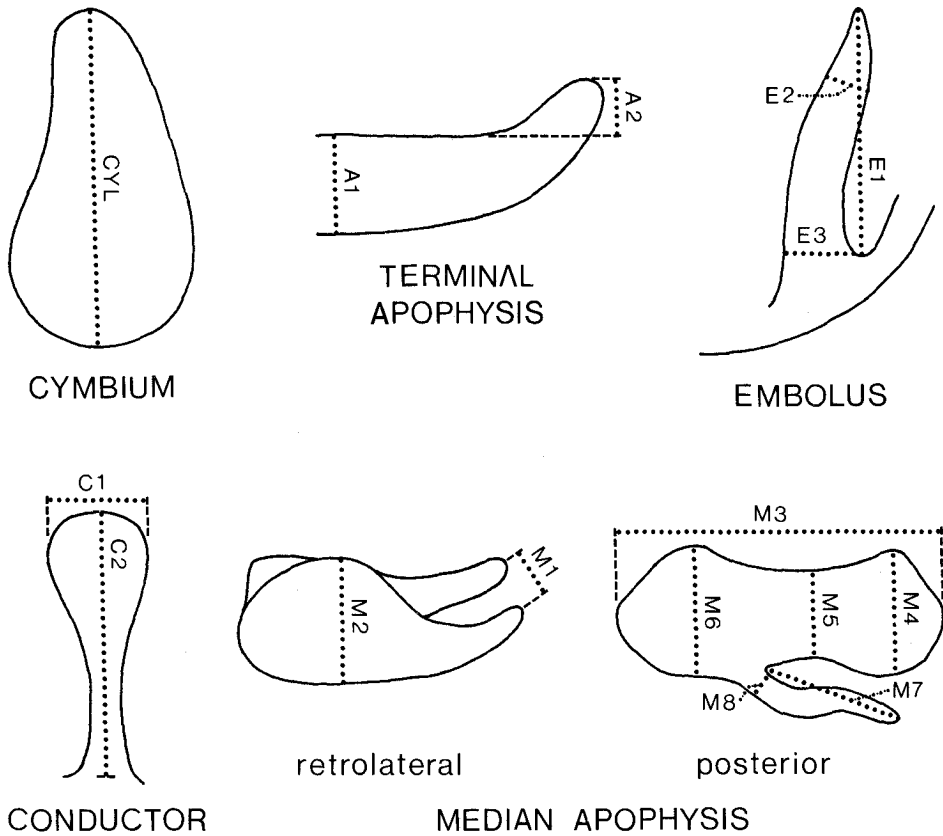 CYL
CYMBIUM
A1
A2
TERMINAL
APOPHYSIS
E2
E1
E3
EMBOLUS
C1
C2
CONDUCTOR
M1
M2
retrolateral
M3
M6
M5
M4
M8
M7
posterior
MEDIAN APOPHYSIS